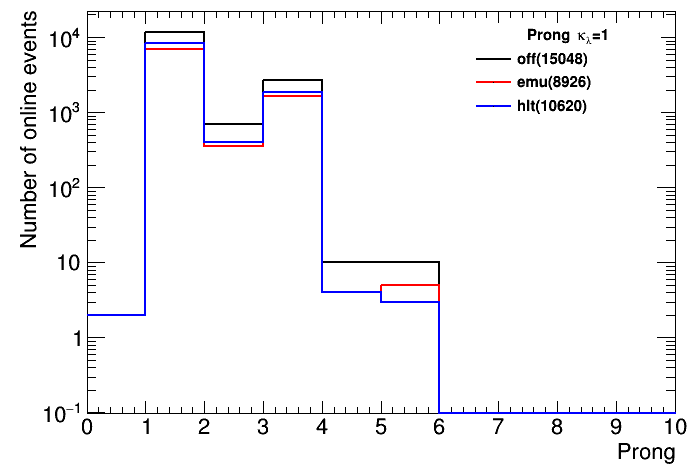 Number of online events
10⁴
10³
10²
10
1
10⁻¹
Prong κλ=1
off(15048)
emu(8926)
hlt(10620)
0 1 2 3 4 5 6 7 8 9 10
Prong